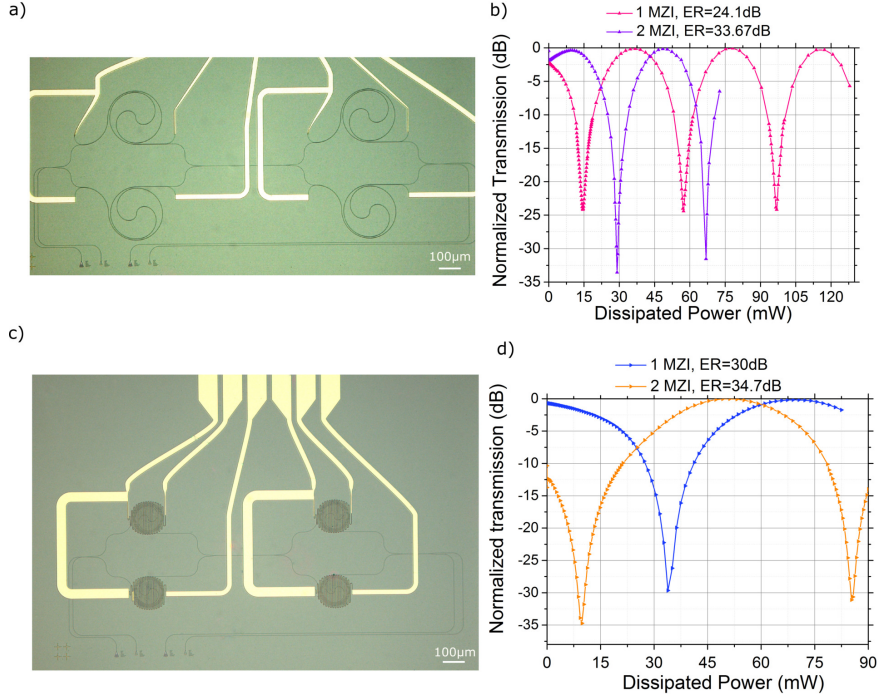 a)
100μm
b)
1 MZI, ER=24.1dB
2 MZI, ER=33.67dB
Normalized Transmission (dB)
0
-5
-10
-15
-20
-25
-30
-35
0 15 30 45 60 75 90 105 120
Dissipated Power (mW)
c)
100μm
d)
1 MZI, ER=30dB
2 MZI, ER=34.7dB
Normalized transmission (dB)
0
-5
-10
-15
-20
-25
-30
-35
0 15 30 45 60 75 90
Dissipated Power (mW)